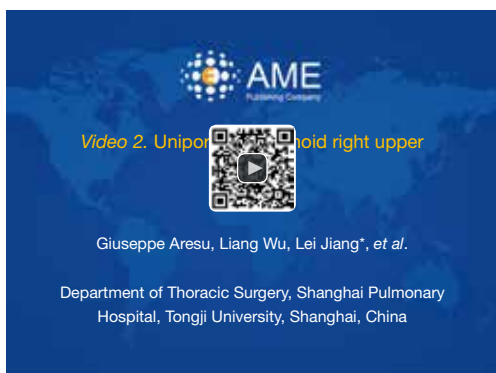 AME
Publishing Company
Video 2. Unipor noid right upper
Giuseppe Aresu, Liang Wu, Lei Jiang*, et al.
Department of Thoracic Surgery, Shanghai Pulmonary
Hospital, Tongji University, Shanghai, China